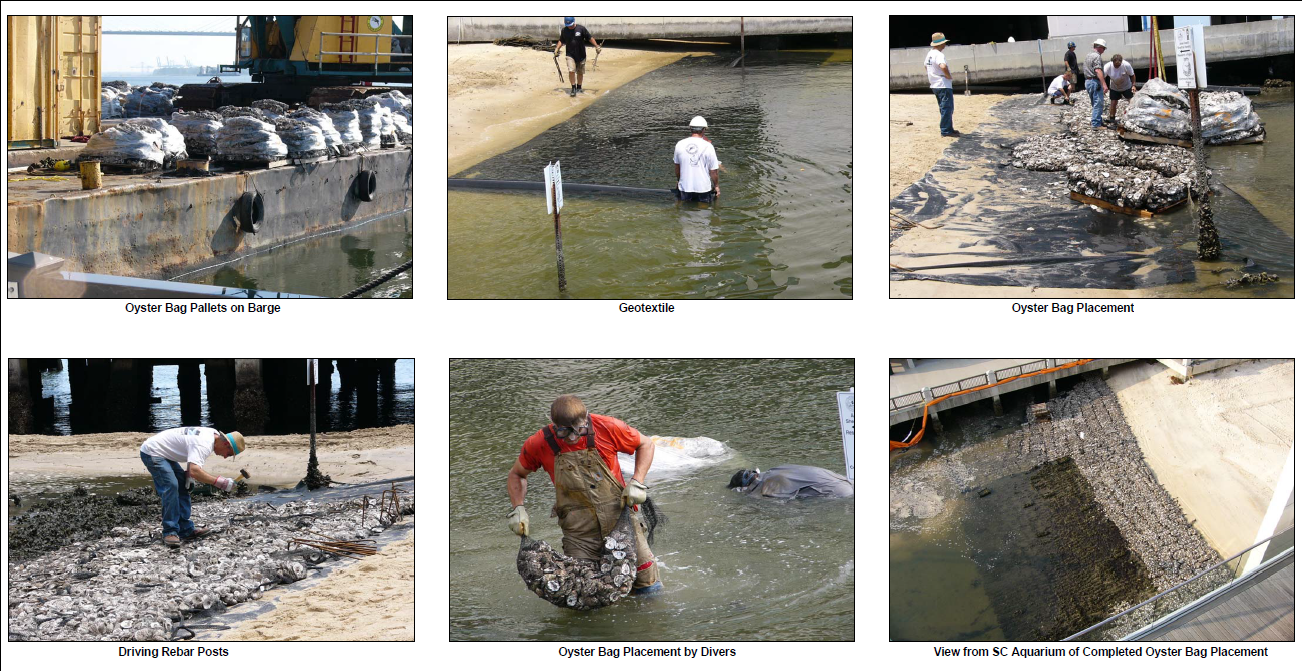 Oyster Bag Pallets on Barge
Geotextile
Oyster Bag Placement
Driving Rebar Posts
Oyster Bag Placement by Divers
View from SC Aquarium of Completed Oyster Bag Placement